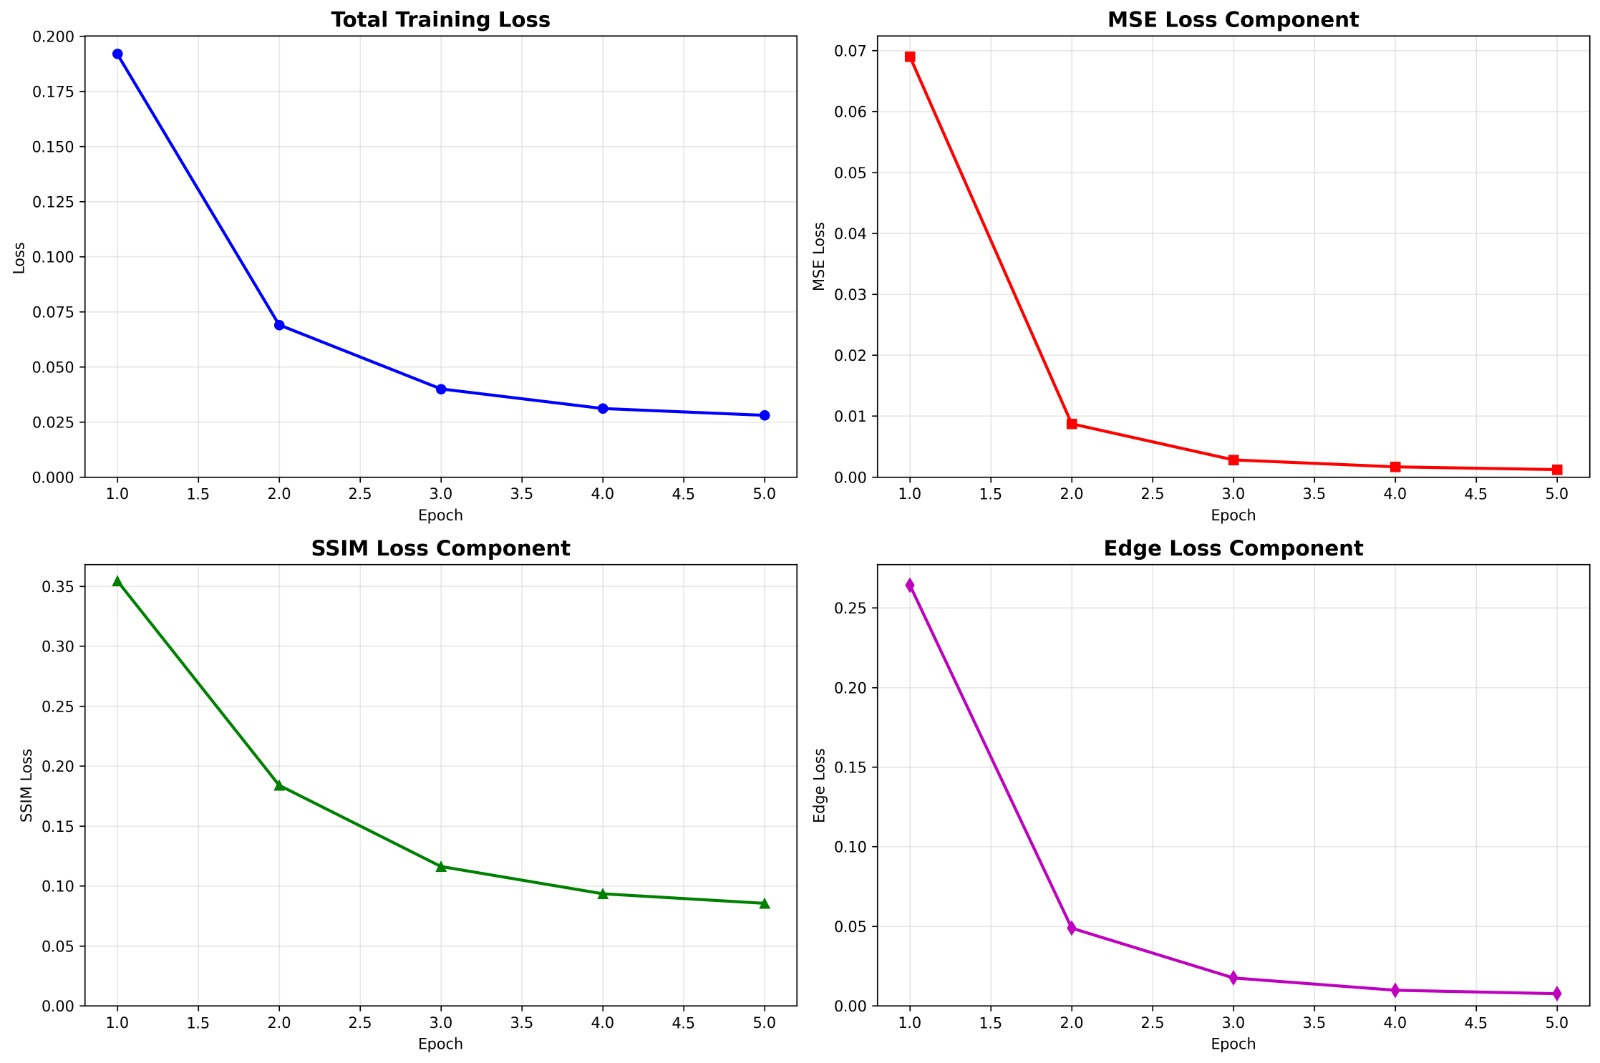 Total Training Loss
0.200
0.175
0.150
0.125
0.100
0.075
0.050
0.025
0.000
Loss
1.0 1.5 2.0 2.5 3.0 3.5 4.0 4.5 5.0
Epoch
MSE Loss Component
0.07
0.06
0.05
0.04
0.03
0.02
0.01
0.00
MSE Loss
1.0 1.5 2.0 2.5 3.0 3.5 4.0 4.5 5.0
Epoch
SSIM Loss Component
0.35
0.30
0.25
0.20
0.15
0.10
0.05
0.00
SSIM Loss
1.0 1.5 2.0 2.5 3.0 3.5 4.0 4.5 5.0
Epoch
Edge Loss Component
0.25
0.20
0.15
0.10
0.05
0.00
Edge Loss
1.0 1.5 2.0 2.5 3.0 3.5 4.0 4.5 5.0
Epoch